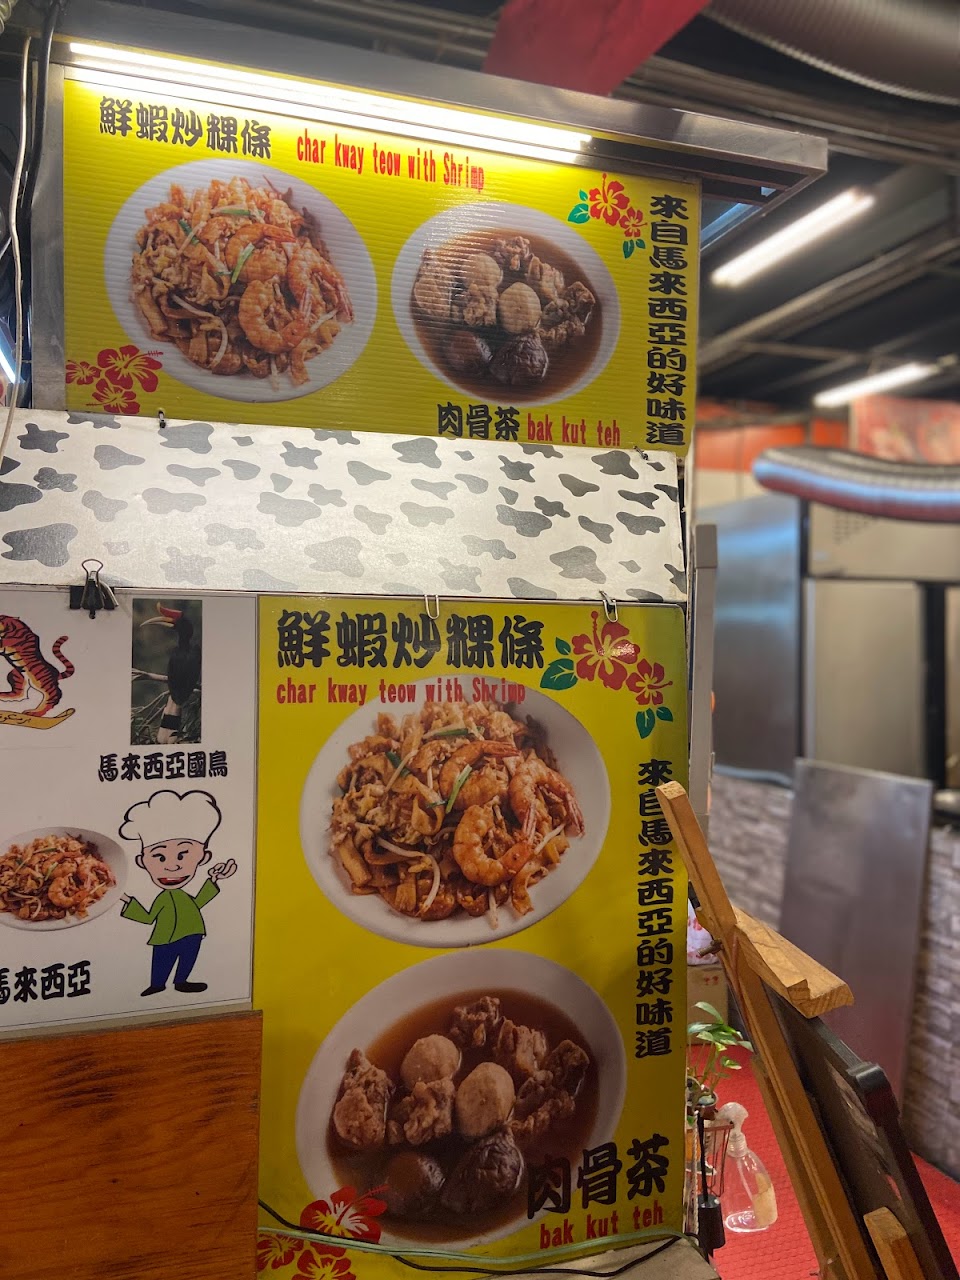 鮮蝦炒粿條
char kway teow with Shrimp
來自馬來西亞的好味道
肉骨茶 bak kut teh
馬來西亞國鳥
馬來西亞
鮮蝦炒粿條
char kway teow with Shrimp
來自馬來西亞的好味道
肉骨茶
bak kut teh